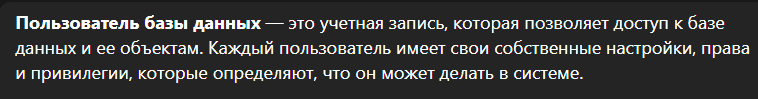 Пользователь базы данных — это учетная запись, которая позволяет доступ к базе
данных и ее объектам. Каждый пользователь имеет свои собственные настройки, права
и привилегии, которые определяют, что он может делать в системе.